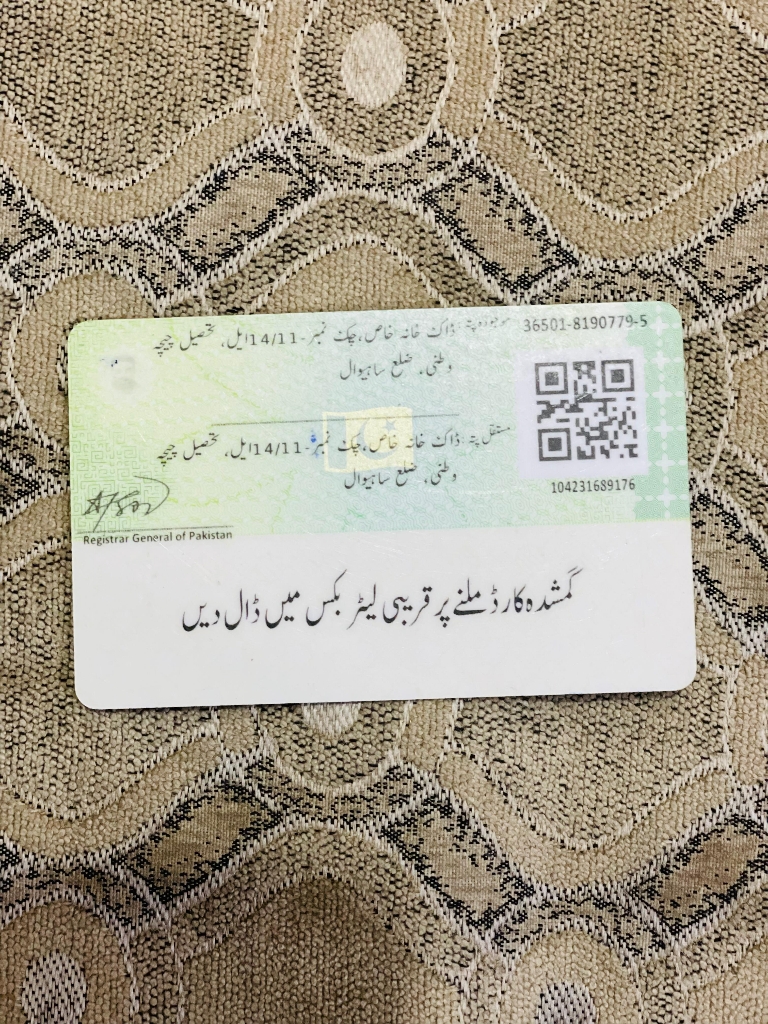 36501-8190779-5
موجودہ پتہ: ڈاک خانہ خاص، چک نمبر -14/11ایل، تحصیل چیچہ
وطنی، ضلع ساہیوال
مستقل پتہ: ڈاک خانہ خاص، چک نمبر -14/11ایل، تحصیل چیچہ
وطنی، ضلع ساہیوال
104231689176
Registrar General of Pakistan
گمشدہ کارڈ ملنے پر قریبی لیٹر بکس میں ڈال دیں